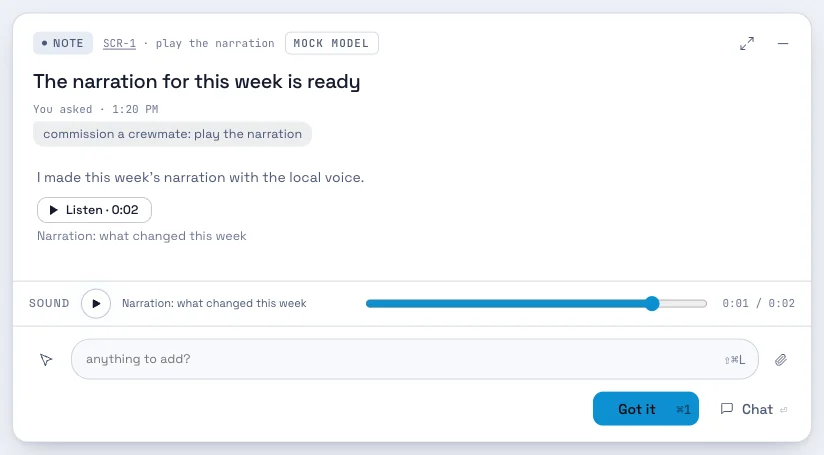 NOTE SCR-1 · play the narration MOCK MODEL
The narration for this week is ready
You asked · 1:20 PM
commission a crewmate: play the narration
I made this week's narration with the local voice.
Listen · 0:02
Narration: what changed this week
SOUND Narration: what changed this week 0:01 / 0:02
anything to add? ⇧⌘L
Got it ⌘1 Chat ⏎